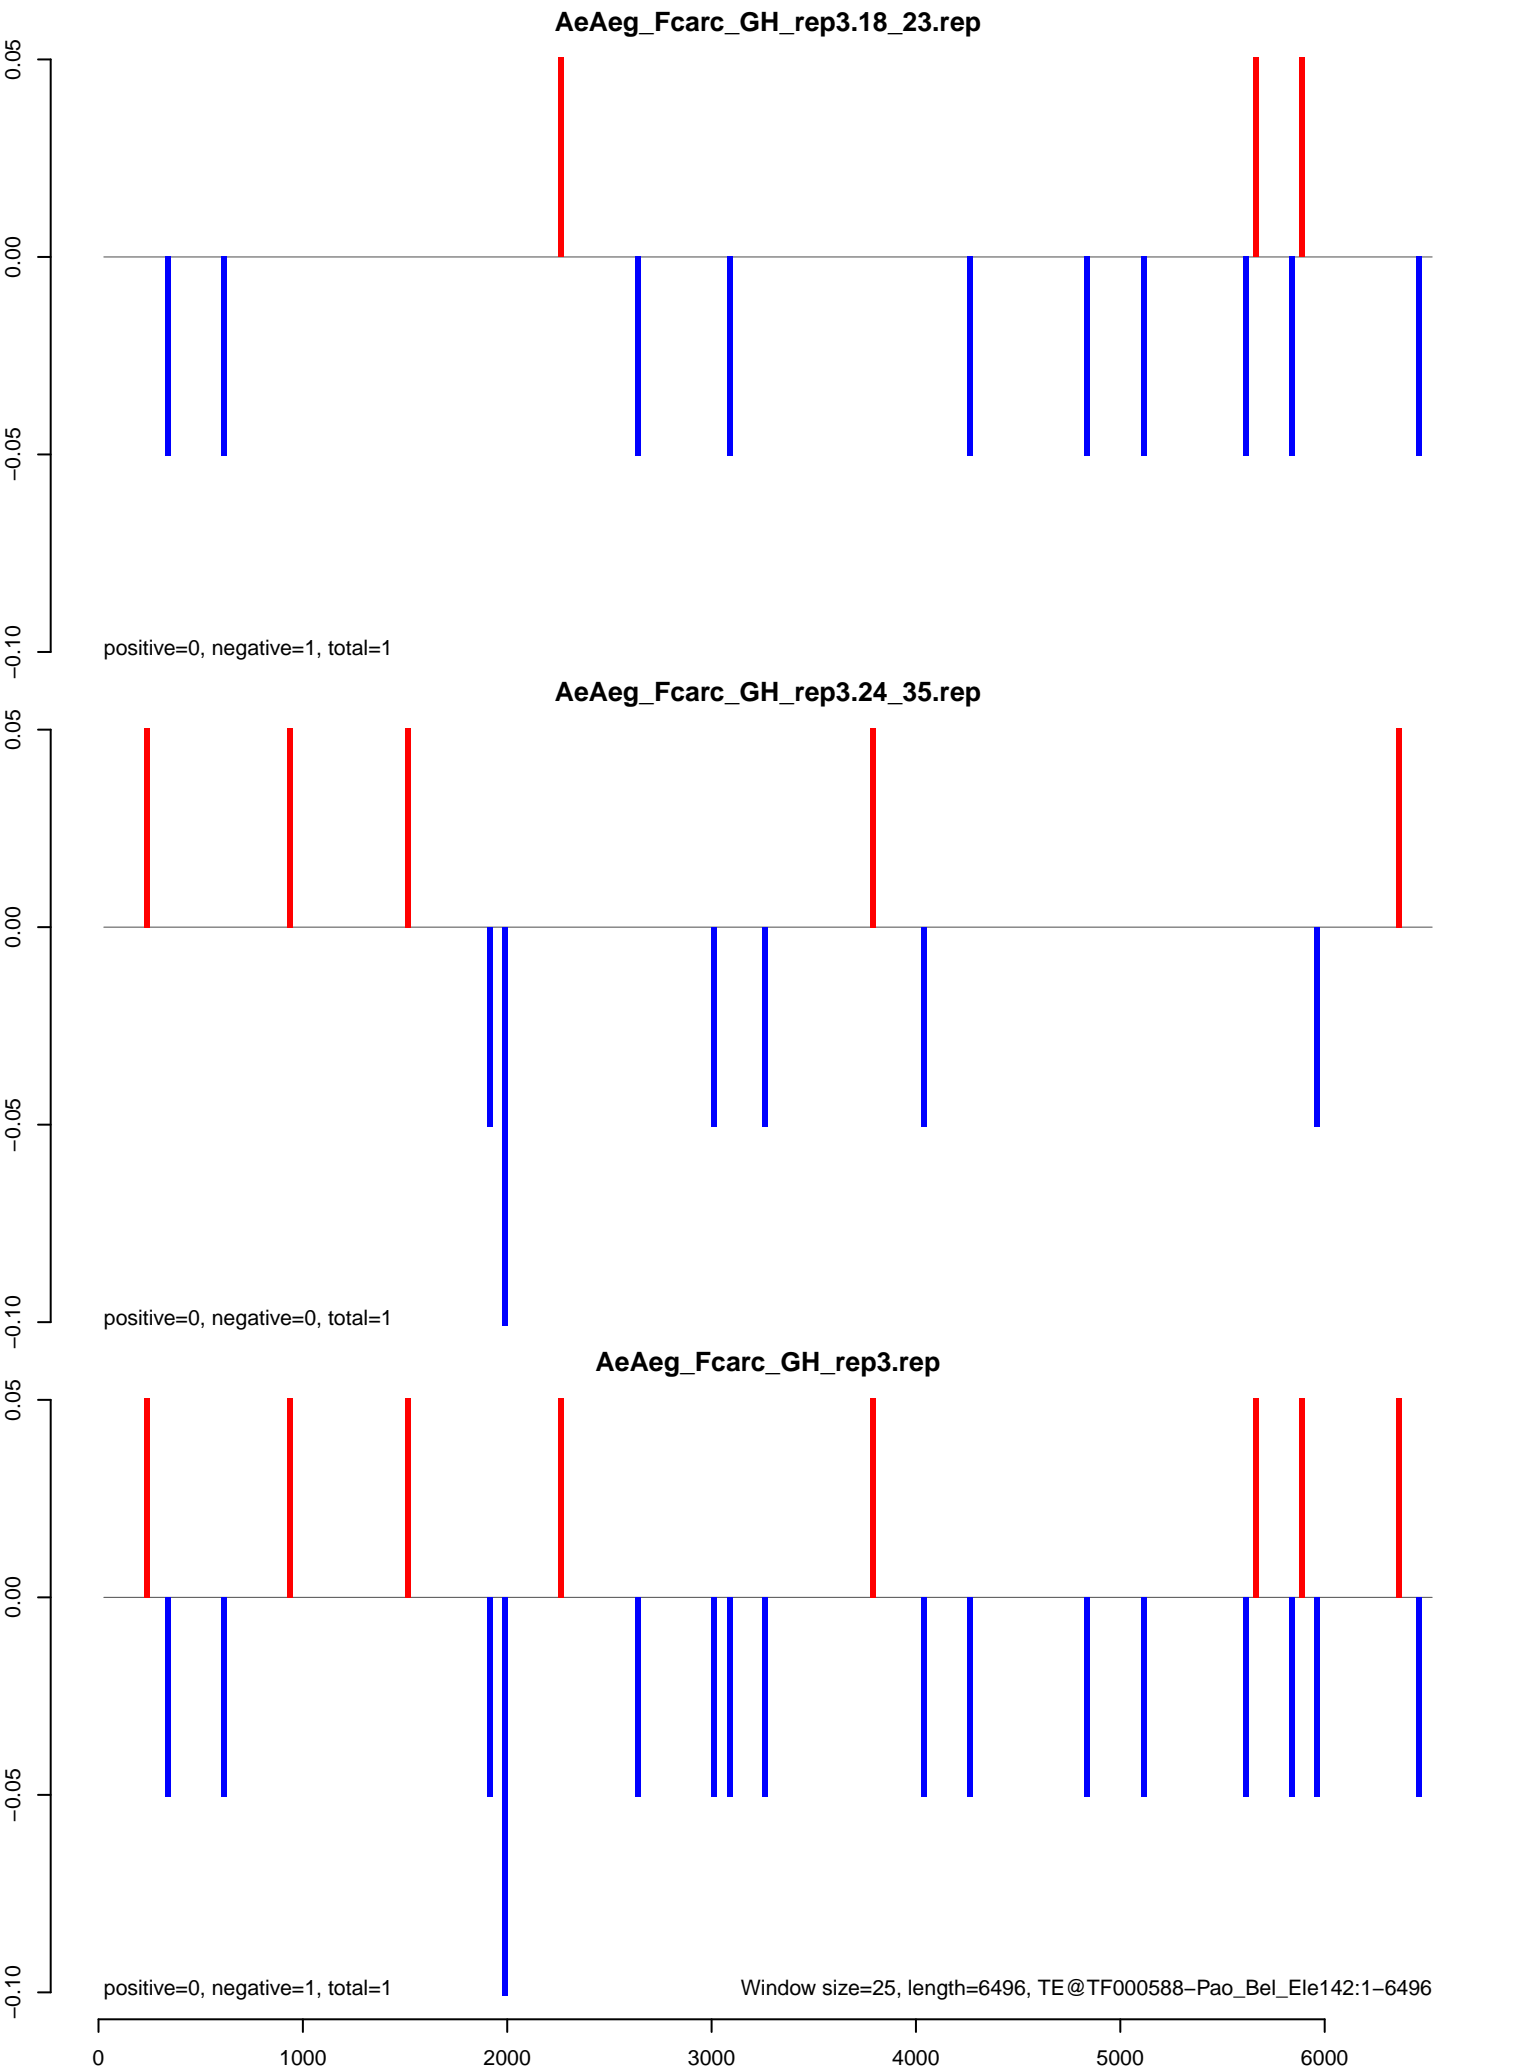 AeAeg_Fcarc_GH_rep3.18_23.rep
0.05
0.00
−0.05
−0.10
positive=0, negative=1, total=1
AeAeg_Fcarc_GH_rep3.24_35.rep
0.05
0.00
−0.05
−0.10
positive=0, negative=0, total=1
AeAeg_Fcarc_GH_rep3.rep
0.05
0.00
−0.05
−0.10
positive=0, negative=1, total=1
Window size=25, length=6496, TE@TF000588−Pao_Bel_Ele142:1−6496
0 1000 2000 3000 4000 5000 6000